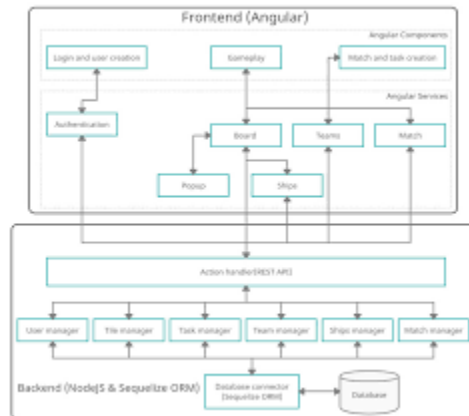 Frontend (Angular)
Angular Components
Login and user creation
Gameplay
Match and task creation
Angular Services
Authentication
Board
Teams
Match
Popup
Ships
Action handler(REST API)
User manager
Tile manager
Task manager
Team manager
Ships manager
Match manager
Backend (NodeJS & Sequelize ORM)
Database connector
(Sequelize ORM)
Database